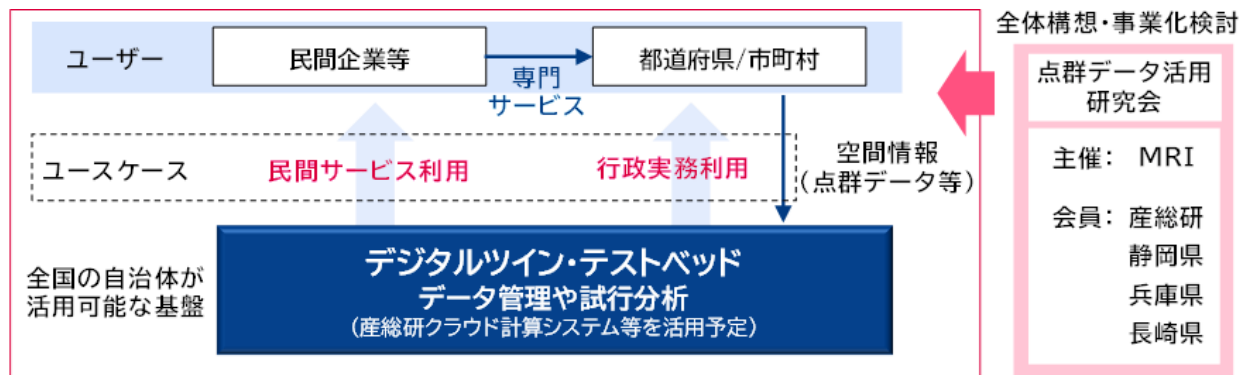 全体構想・事業化検討
ユーザー
民間企業等
専門
サービス
都道府県/市町村
ユースケース
民間サービス利用
行政実務利用
空間情報
(点群データ等)
全国の自治体が
活用可能な基盤
デジタルツイン・テストベッド
データ管理や試行分析
(産総研クラウド計算システム等を活用予定)
点群データ活用
研究会
主催： MRI
会員： 産総研
静岡県
兵庫県
長崎県